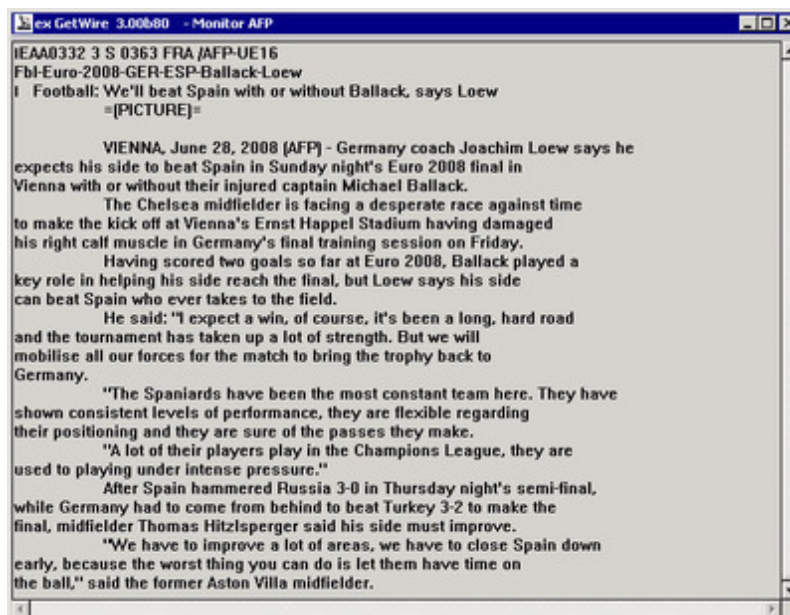 ex GetWire 3.00b80 - Monitor AFP
IEAA0332 3 S 0363 FRA /AFP-UE16
Fbl-Euro-2008-GER-ESP-Ballack-Loew
I Football: We'll beat Spain with or without Ballack, says Loew
=(PICTURE)=
VIENNA, June 28, 2008 (AFP) - Germany coach Joachim Loew says he
expects his side to beat Spain in Sunday night's Euro 2008 final in
Vienna with or without their injured captain Michael Ballack.
The Chelsea midfielder is facing a desperate race against time
to make the kick off at Vienna's Ernst Happel Stadium having damaged
his right calf muscle in Germany's final training session on Friday.
Having scored two goals so far at Euro 2008, Ballack played a
key role in helping his side reach the final, but Loew says his side
can beat Spain who ever takes to the field.
He said: "I expect a win, of course, it's been a long, hard road
and the tournament has taken up a lot of strength. But we will
mobilise all our forces for the match to bring the trophy back to
Germany.
"The Spaniards have been the most constant team here. They have
shown consistent levels of performance, they are flexible regarding
their positioning and they are sure of the passes they make.
"A lot of their players play in the Champions League, they are
used to playing under intense pressure."
After Spain hammered Russia 3-0 in Thursday night's semi-final,
while Germany had to come from behind to beat Turkey 3-2 to make the
final, midfielder Thomas Hitzlsperger said his side must improve.
"We have to improve a lot of areas, we have to close Spain down
early, because the worst thing you can do is let them have time on
the ball," said the former Aston Villa midfielder.